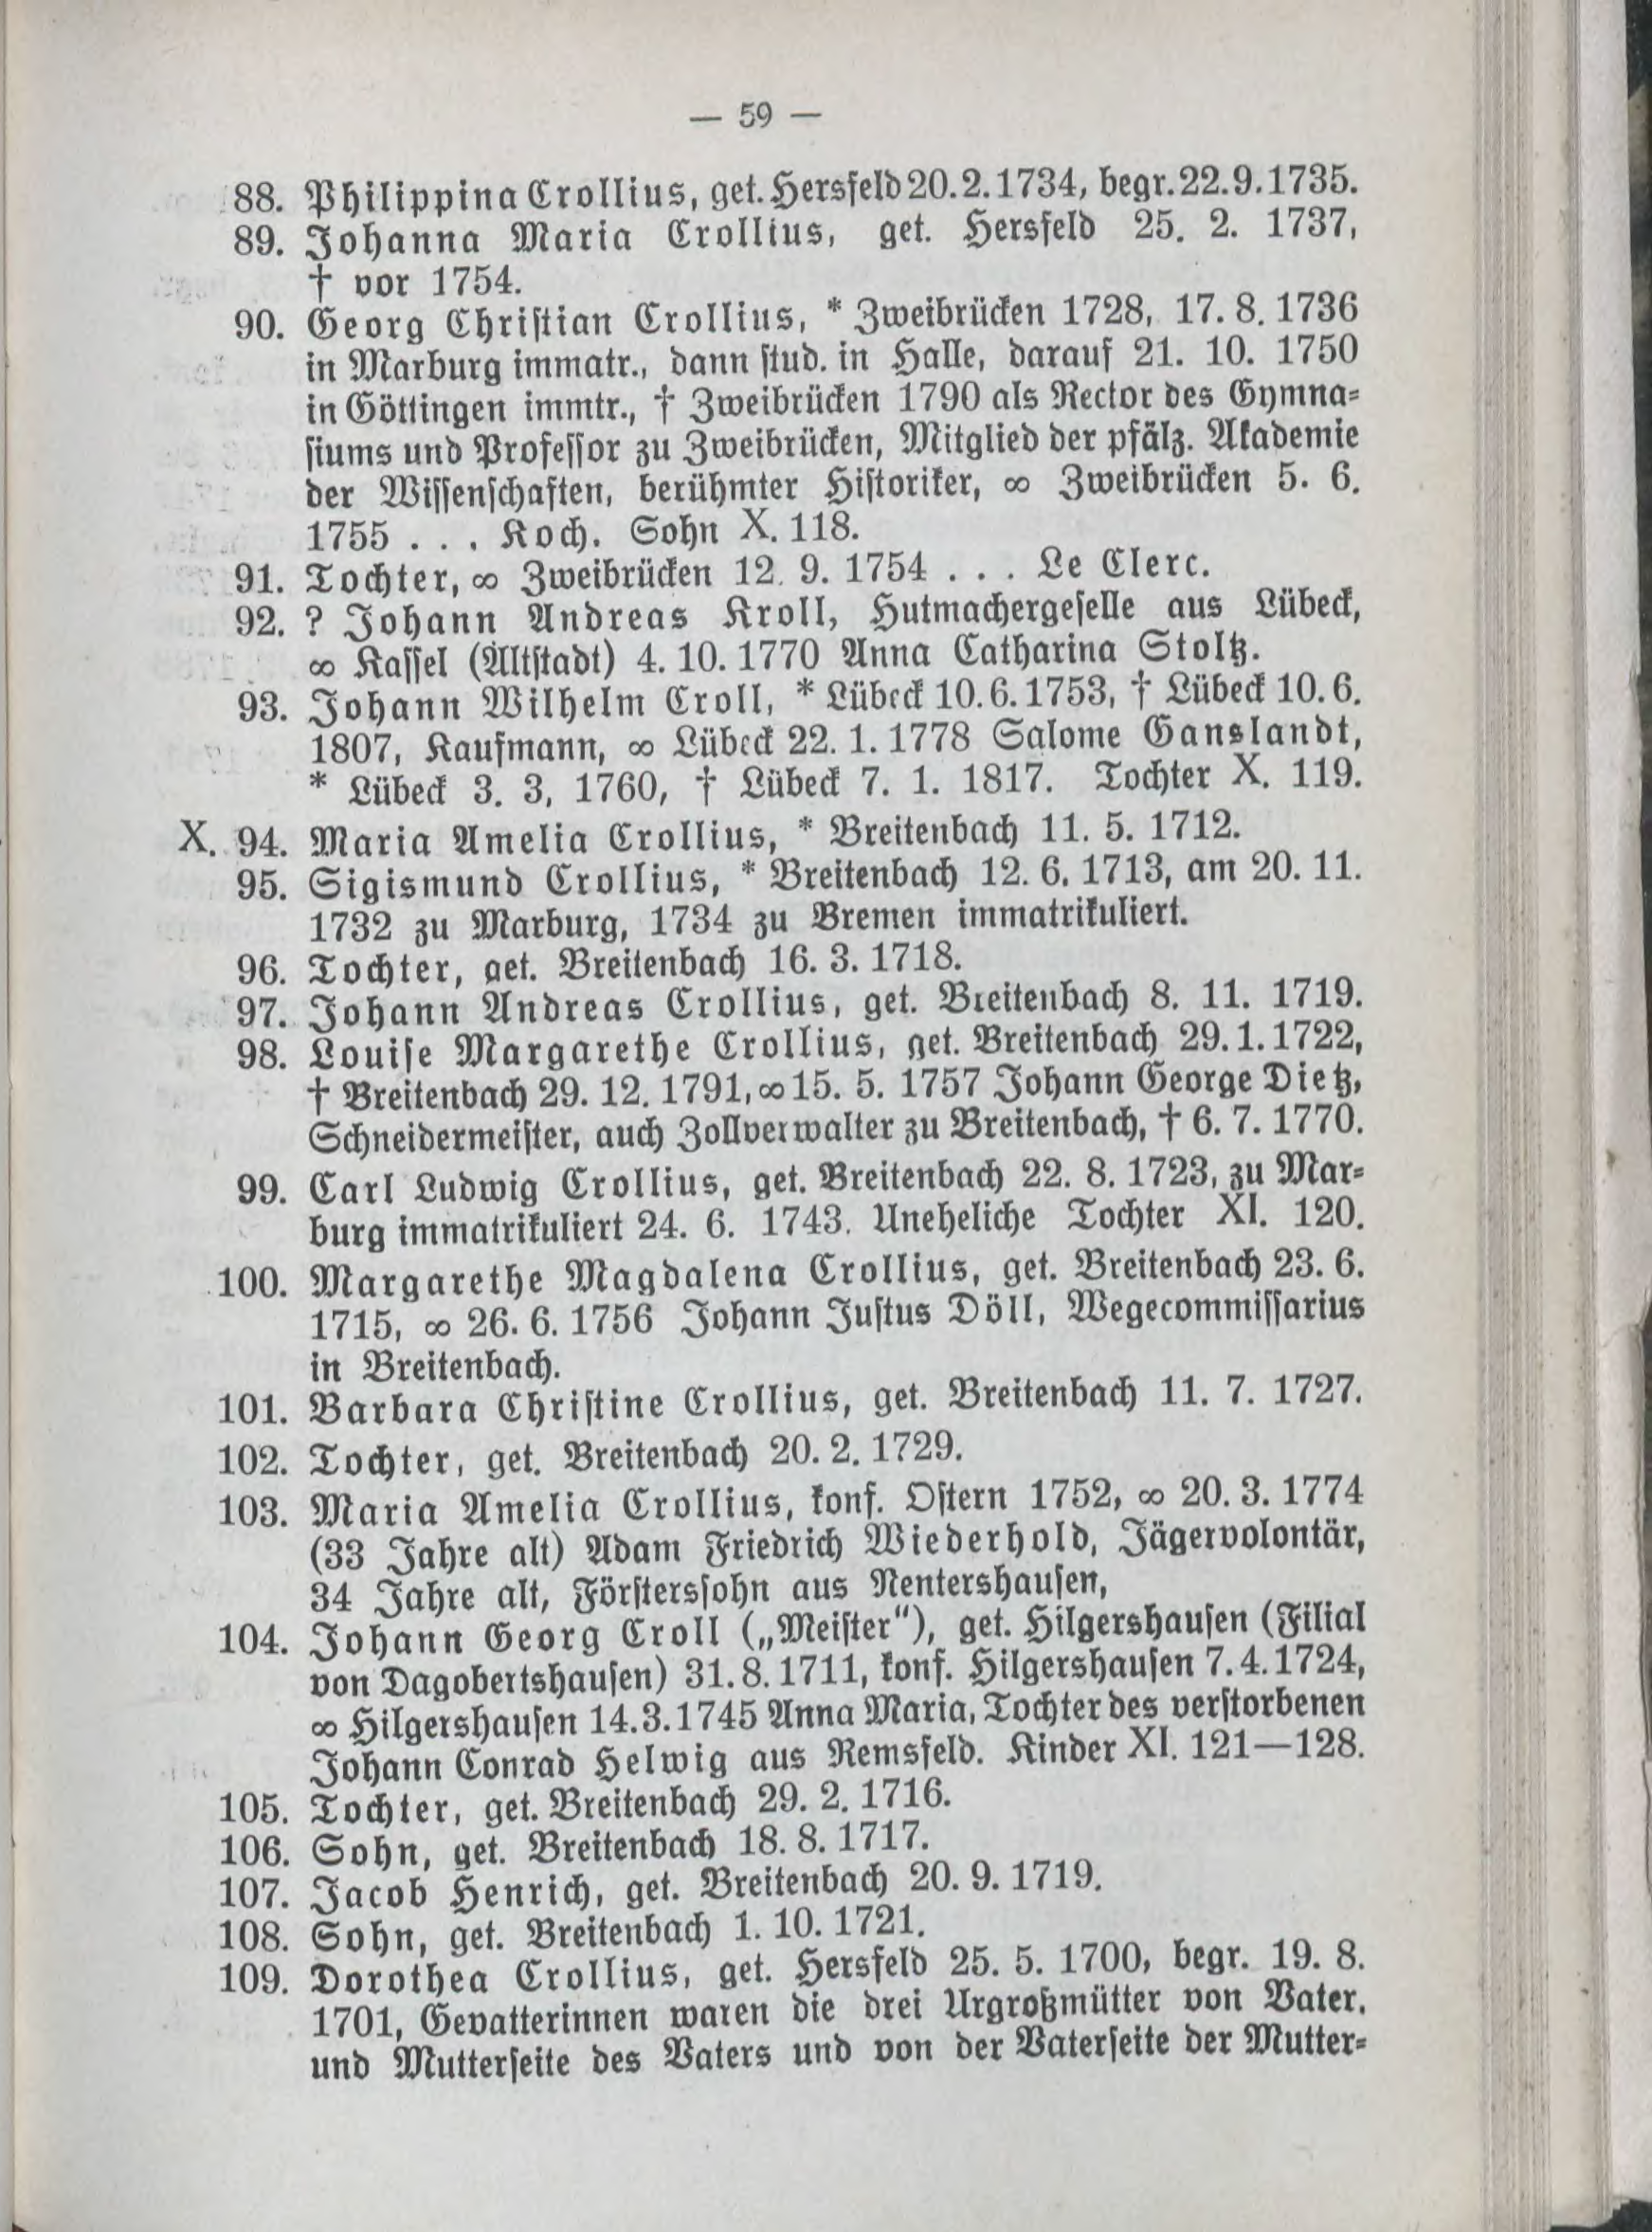 — 59 —
88. Philippina Crollius, get. Hersfeld 20. 2. 1734, begr. 22. 9. 1735.
89. Johanna Maria Crollius, get. Hersfeld 25. 2. 1737,
† vor 1754.
90. Georg Christian Crollius, * Zweibrücken 1728, 17. 8. 1736
in Marburg immatr., dann stud. in Halle, darauf 21. 10. 1750
in Göttingen immtr., † Zweibrücken 1790 als Rector des Gymna-
siums und Professor zu Zweibrücken, Mitglied der pfälz. Akademie
der Wissenschaften, berühmter Historiker, ∞ Zweibrücken 5. 6.
1755 . . . Koch. Sohn X. 118.
91. Tochter, ∞ Zweibrücken 12. 9. 1754 . . . Le Clerc.
92. ? Johann Andreas Kroll, Hutmachergeselle aus Lübeck,
∞ Kassel (Altstadt) 4. 10. 1770 Anna Catharina Stoltz.
93. Johann Wilhelm Croll, * Lübeck 10. 6. 1753, † Lübeck 10. 6.
1807, Kaufmann, ∞ Lübeck 22. 1. 1778 Salome Ganslandt,
* Lübeck 3. 3, 1760, † Lübeck 7. 1. 1817. Tochter X. 119.
X. 94. Maria Amelia Crollius, * Breitenbach 11. 5. 1712.
95. Sigismund Crollius, * Breitenbach 12. 6. 1713, am 20. 11.
1732 zu Marburg, 1734 zu Bremen immatrikuliert.
96. Tochter, get. Breitenbach 16. 3. 1718.
97. Johann Andreas Crollius, get. Breitenbach 8. 11. 1719.
98. Louise Margarethe Crollius, get. Breitenbach 29. 1. 1722,
† Breitenbach 29. 12. 1791, ∞ 15. 5. 1757 Johann George Dietz,
Schneidermeister, auch Zollverwalter zu Breitenbach, † 6. 7. 1770.
99. Carl Ludwig Crollius, get. Breitenbach 22. 8. 1723, zu Mar-
burg immatrikuliert 24. 6. 1743. Uneheliche Tochter XI. 120.
100. Margarethe Magdalena Crollius, get. Breitenbach 23. 6.
1715, ∞ 26. 6. 1756 Johann Justus Döll, Wegecommissarius
in Breitenbach.
101. Barbara Christine Crollius, get. Breitenbach 11. 7. 1727.
102. Tochter, get. Breitenbach 20. 2. 1729.
103. Maria Amelia Crollius, konf. Ostern 1752, ∞ 20. 3. 1774
(33 Jahre alt) Adam Friedrich Wiederhold, Jägervolontär,
34 Jahre alt, Försterssohn aus Nentershausen,
104. Johann Georg Croll („Meister“), get. Hilgershausen (Filial
von Dagobertshausen) 31. 8. 1711, konf. Hilgershausen 7. 4. 1724,
∞ Hilgershausen 14. 3. 1745 Anna Maria, Tochter des verstorbenen
Johann Conrad Helwig aus Remsfeld. Kinder XI. 121—128.
105. Tochter, get. Breitenbach 29. 2. 1716.
106. Sohn, get. Breitenbach 18. 8. 1717.
107. Jacob Henrich, get. Breitenbach 20. 9. 1719.
108. Sohn, get. Breitenbach 1. 10. 1721.
109. Dorothea Crollius, get. Hersfeld 25. 5. 1700, begr. 19. 8.
1701, Gevatterinnen waren die drei Urgroßmütter von Vater.
und Mutterseite des Vaters und von der Vaterseite der Mutter-